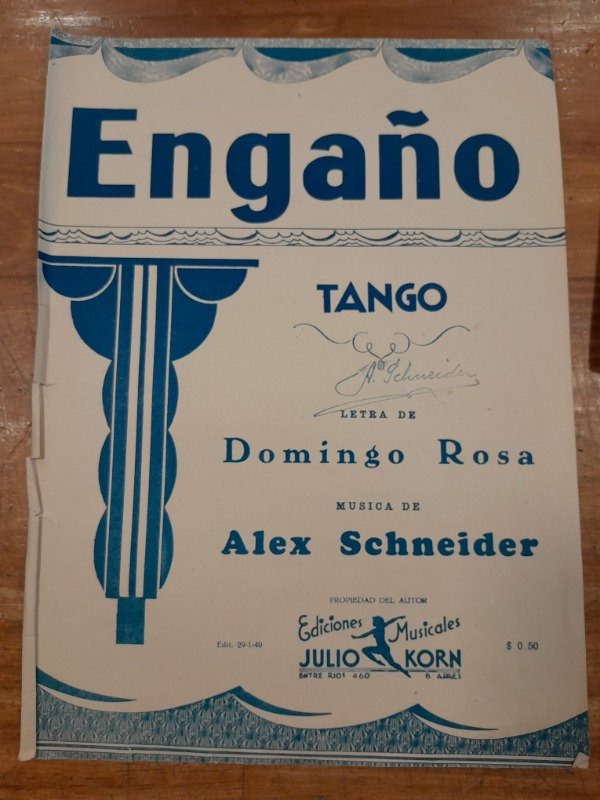 Engaño
TANGO
A. Schneider
LETRA DE
Domingo Rosa
MUSICA DE
Alex Schneider
PROPIEDAD DEL AUTOR
Ediciones Musicales
JULIO KORN
ENTRE RIOS 460 B AIRES
Edit. 29-1-40
$ 0.50